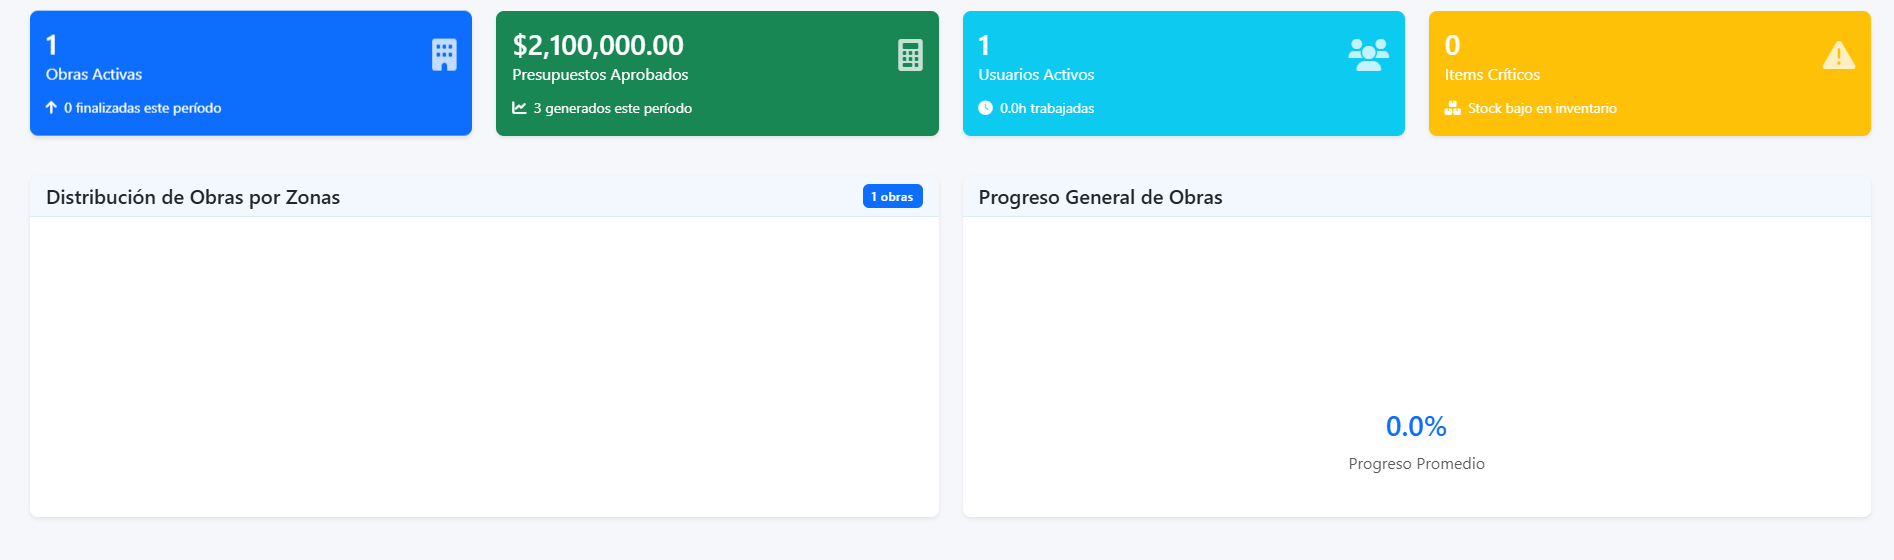 1
Obras Activas
0 finalizadas este período
$2,100,000.00
Presupuestos Aprobados
3 generados este período
1
Usuarios Activos
0.0h trabajadas
0
Items Críticos
Stock bajo en inventario
Distribución de Obras por Zonas
1 obras
Progreso General de Obras
0.0%
Progreso Promedio